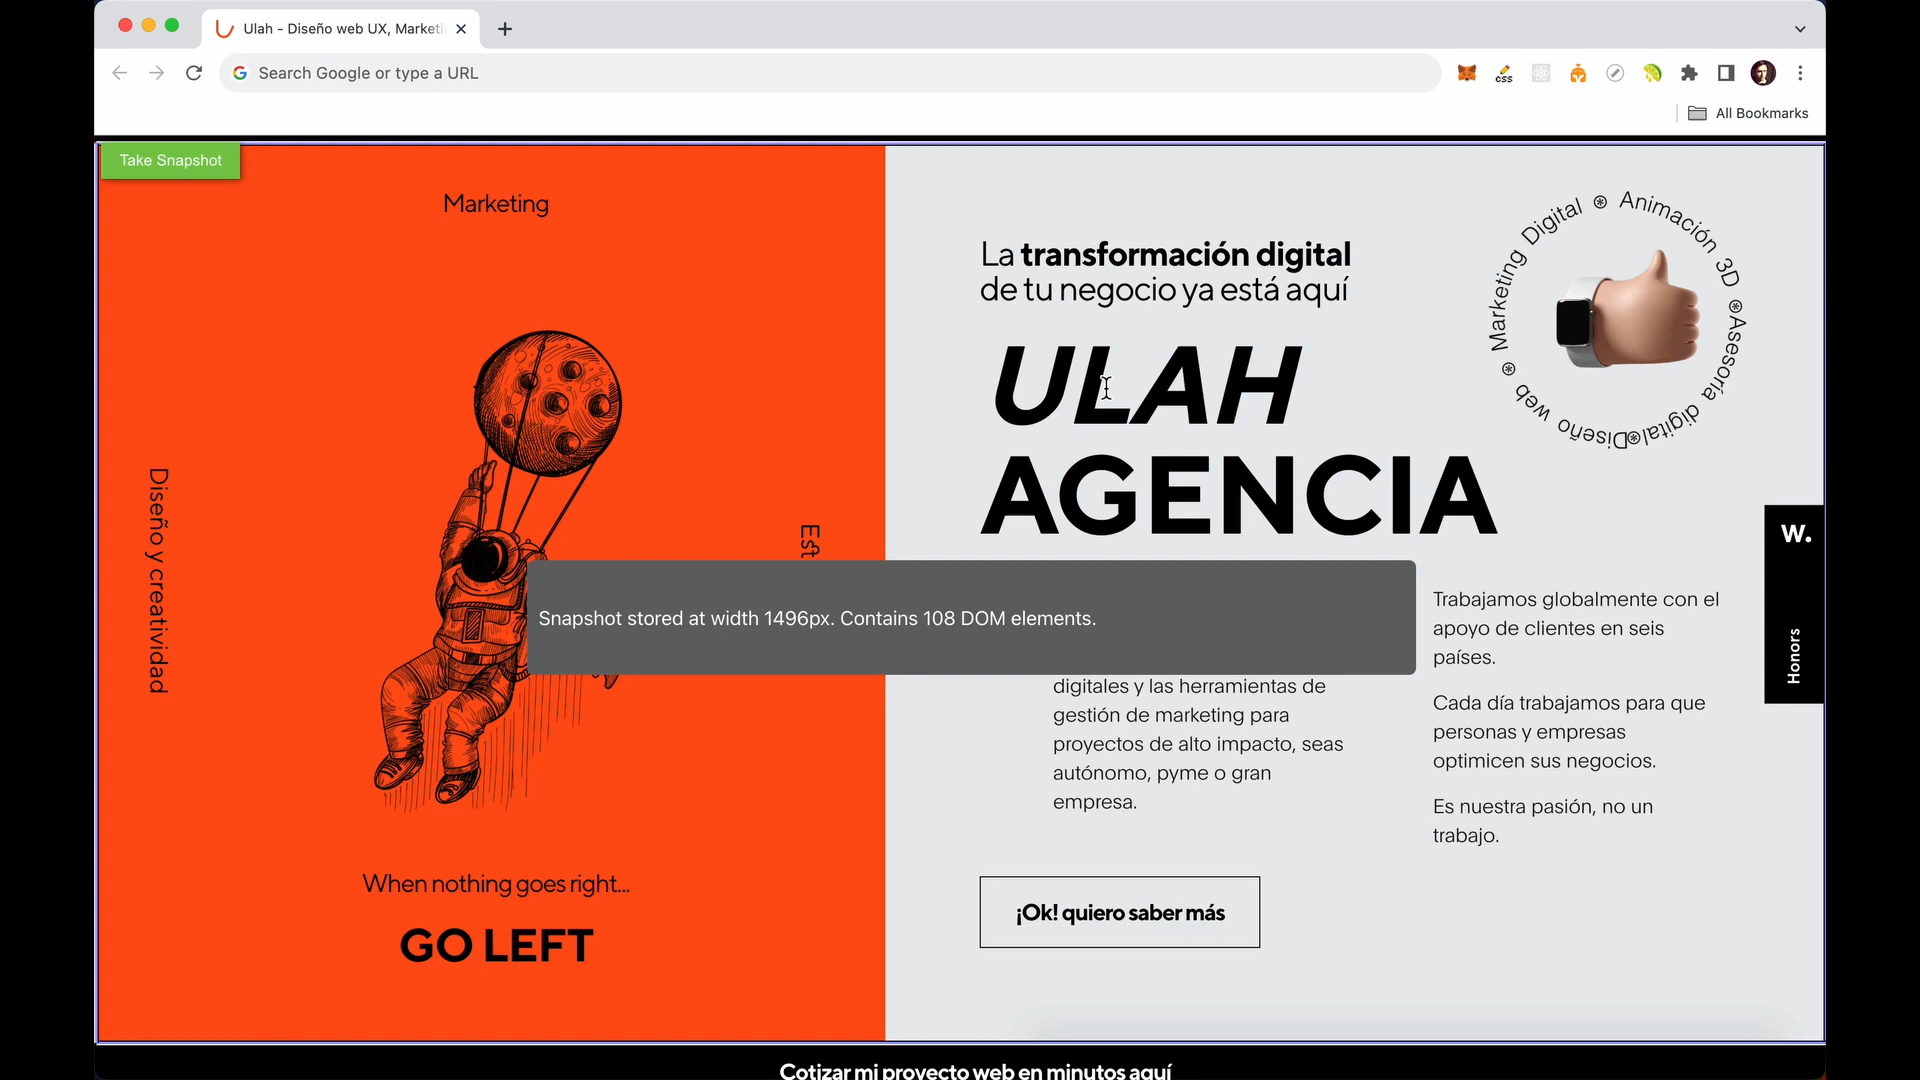 Ulah - Diseño web UX, Marketi
Search Google or type a URL
CSS
All Bookmarks
Take Snapshot
Marketing
Diseño y creatividad
When nothing goes right...
GO LEFT
La transformación digital
de tu negocio ya está aquí
ULAH
AGENCIA
Marketing Digital ⊛ Animación 3D ⊛ Asesoría digital ⊛ Diseño web ⊛
Snapshot stored at width 1496px. Contains 108 DOM elements.
digitales y las herramientas de
gestión de marketing para
proyectos de alto impacto, seas
autónomo, pyme o gran
empresa.
Trabajamos globalmente con el
apoyo de clientes en seis
países.
Cada día trabajamos para que
personas y empresas
optimicen sus negocios.
Es nuestra pasión, no un
trabajo.
W.
Honors
¡Ok! quiero saber más
Cotizar mi proyecto web en minutos aquí